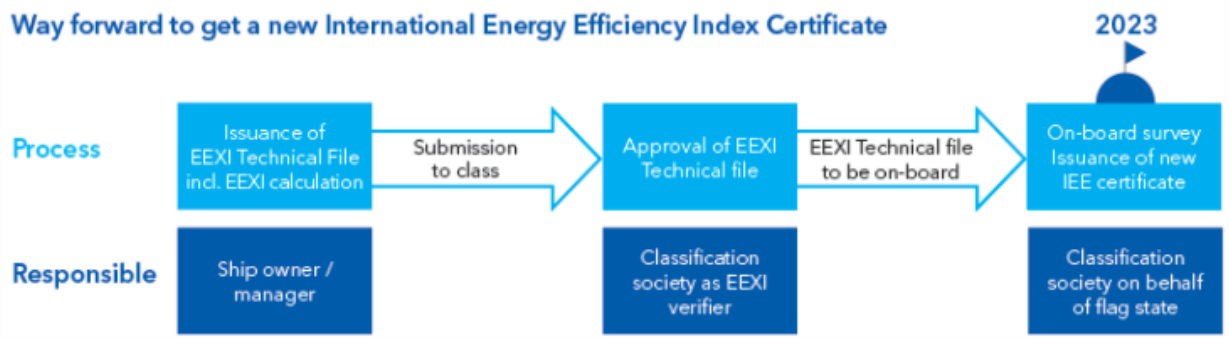 Way forward to get a new International Energy Efficiency Index Certificate
2023
Process
Issuance of
EEXI Technical File
incl. EEXI calculation
Submission
to class
Approval of EEXI
Technical file
EEXI Technical file
to be on-board
On-board survey
Issuance of new
IEE certificate
Responsible
Ship owner /
manager
Classification
society as EEXI
verifier
Classification
society on behalf
of flag state